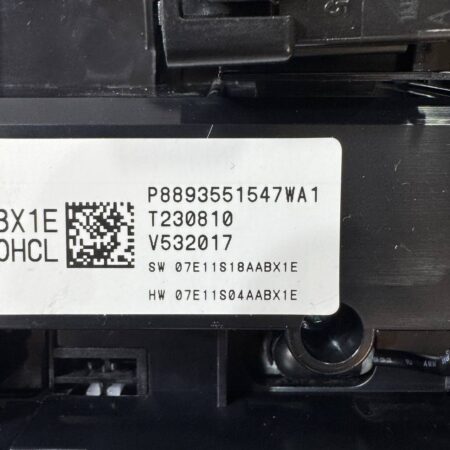 BX1E
0HCL
P8893551547WA1
T230810
V532017
SW 07E11S18AABX1E
HW 07E11S04AABX1E